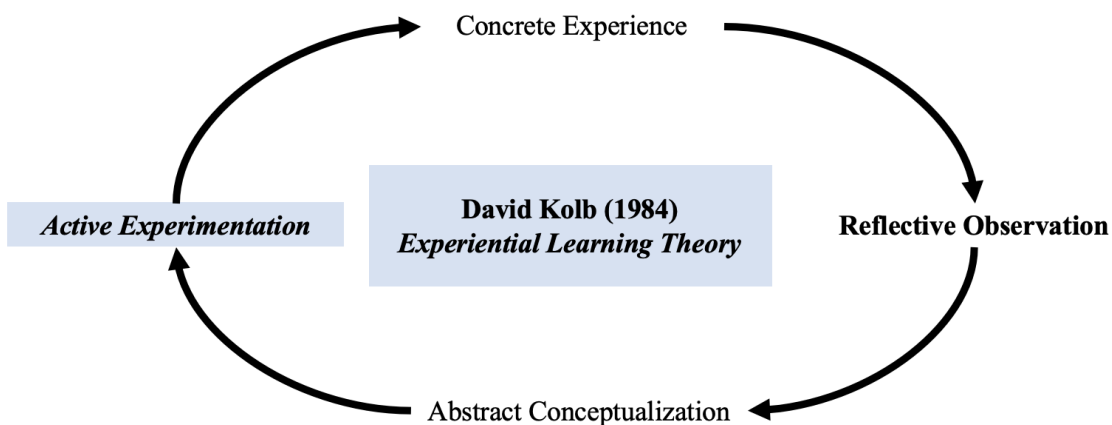 Concrete Experience
David Kolb (1984)
Experiential Learning Theory
Active Experimentation
Reflective Observation
Abstract Conceptualization